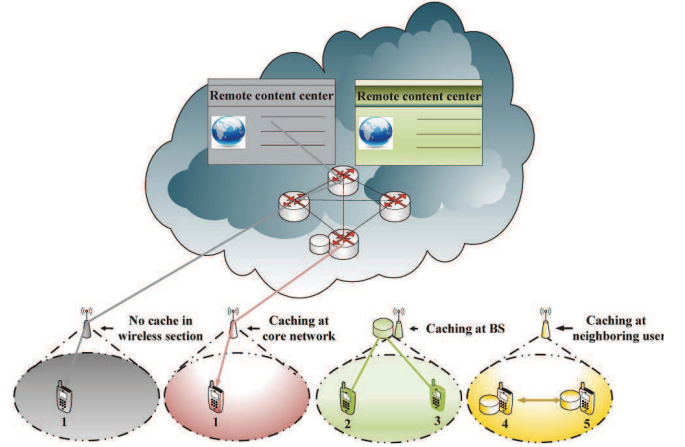 Remote content center
Remote content center
No cache in
wireless section
Caching at
core network
Caching at BS
Caching at
neighboring user
1
1
2
3
4
5